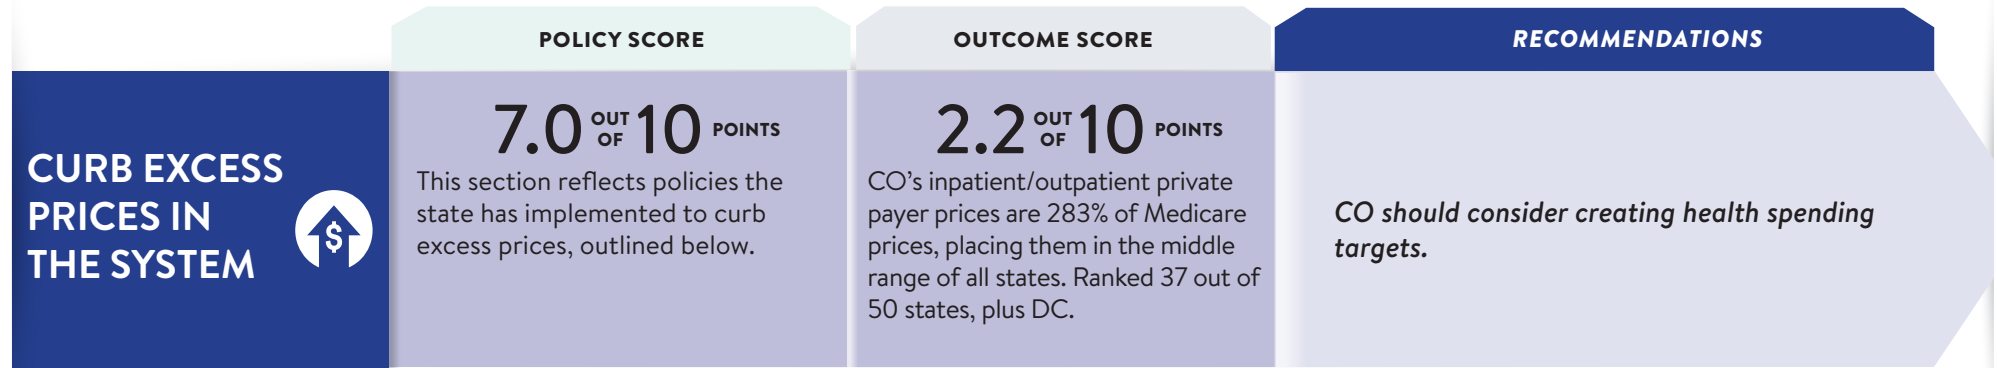 POLICY SCORE
OUTCOME SCORE
RECOMMENDATIONS
CURB EXCESS
PRICES IN
THE SYSTEM
$
7.0 OUT OF 10 POINTS
This section reflects policies the
state has implemented to curb
excess prices, outlined below.
2.2 OUT OF 10 POINTS
CO’s inpatient/outpatient private
payer prices are 283% of Medicare
prices, placing them in the middle
range of all states. Ranked 37 out of
50 states, plus DC.
CO should consider creating health spending
targets.